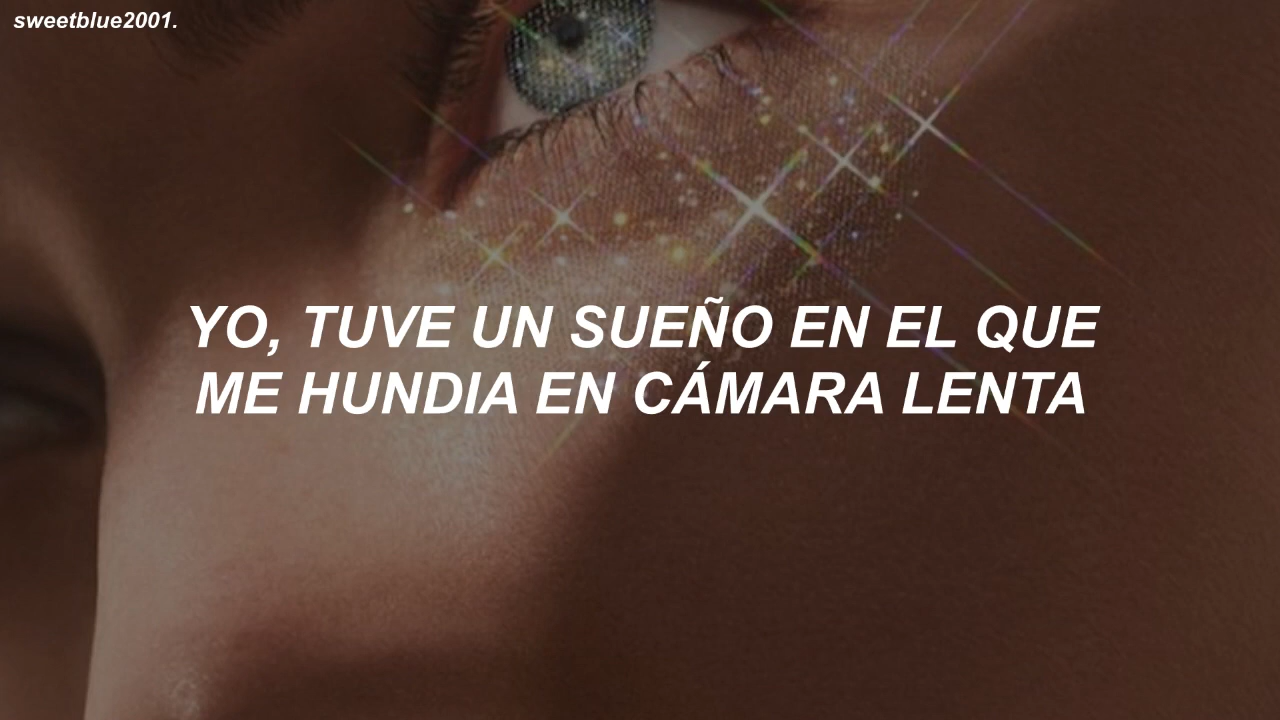 sweetblue2001.
YO, TUVE UN SUEÑO EN EL QUE
ME HUNDIA EN CÁMARA LENTA